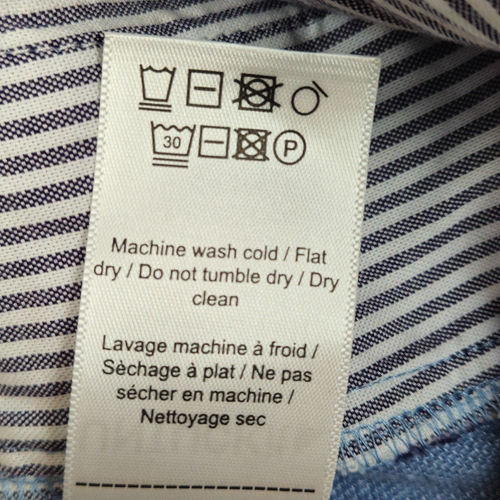 30 P
Machine wash cold / Flat
dry / Do not tumble dry / Dry
clean
Lavage machine à froid /
Sèchage à plat / Ne pas
sécher en machine /
Nettoyage sec